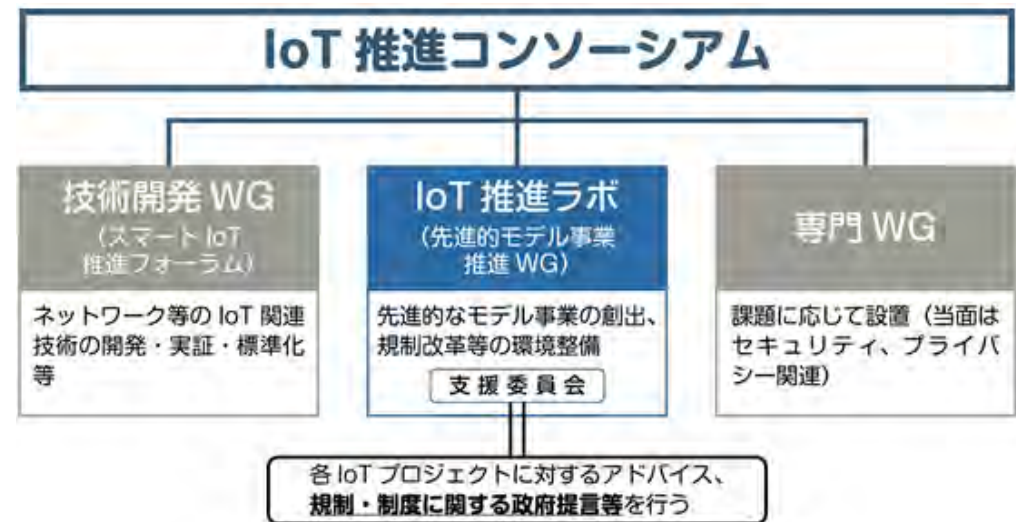 IoT 推進コンソーシアム
技術開発 WG
(スマート IoT
推進フォーラム)
ネットワーク等の IoT 関連
技術の開発・実証・標準化
等
IoT 推進ラボ
(先進的モデル事業
推進 WG)
先進的なモデル事業の創出、
規制改革等の環境整備
支援委員会
専門 WG
課題に応じて設置（当面は
セキュリティ、プライバ
シー関連）
各 IoT プロジェクトに対するアドバイス、
規制・制度に関する政府提言等を行う